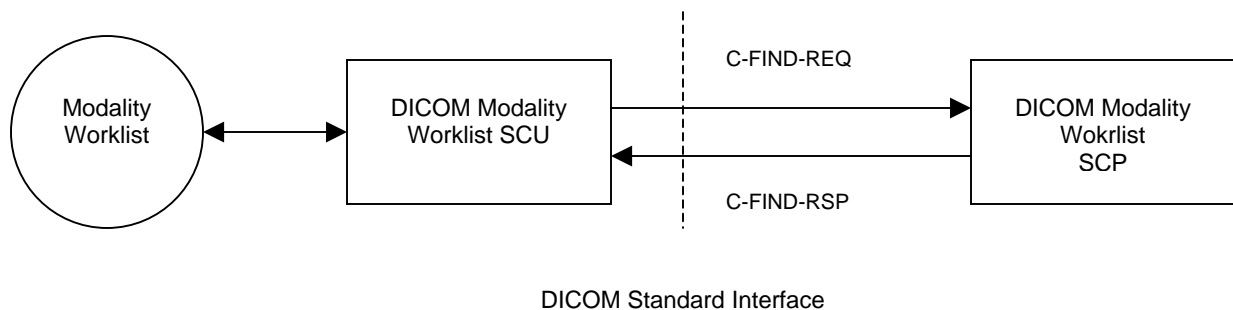 C-FIND-REQ
Modality
Worklist
DICOM Modality
Worklist SCU
DICOM Modality
Wokrlist
SCP
C-FIND-RSP
DICOM Standard Interface